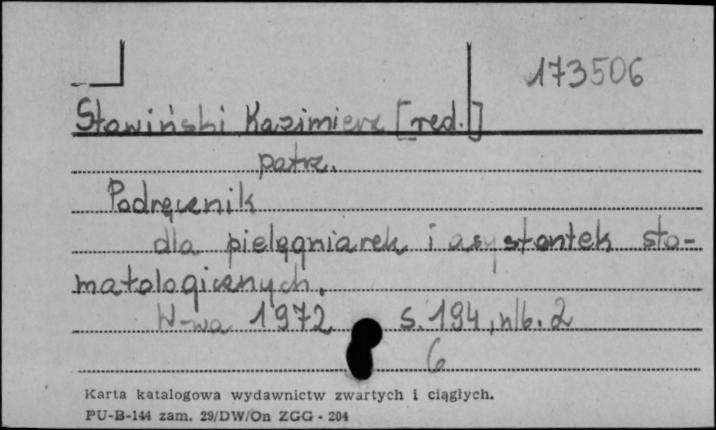 173506
Sławiński Kazimierz [red.]
patrz.
Podręcznik
dla pielęgniarek i asystentek sto-
matologicznych.
W-wa 1972 s. 194, nlb. 2
6
Karta katalogowa wydawnictw zwartych i ciągłych.
PU-B-144 zam. 29/DW/On ZGG - 204